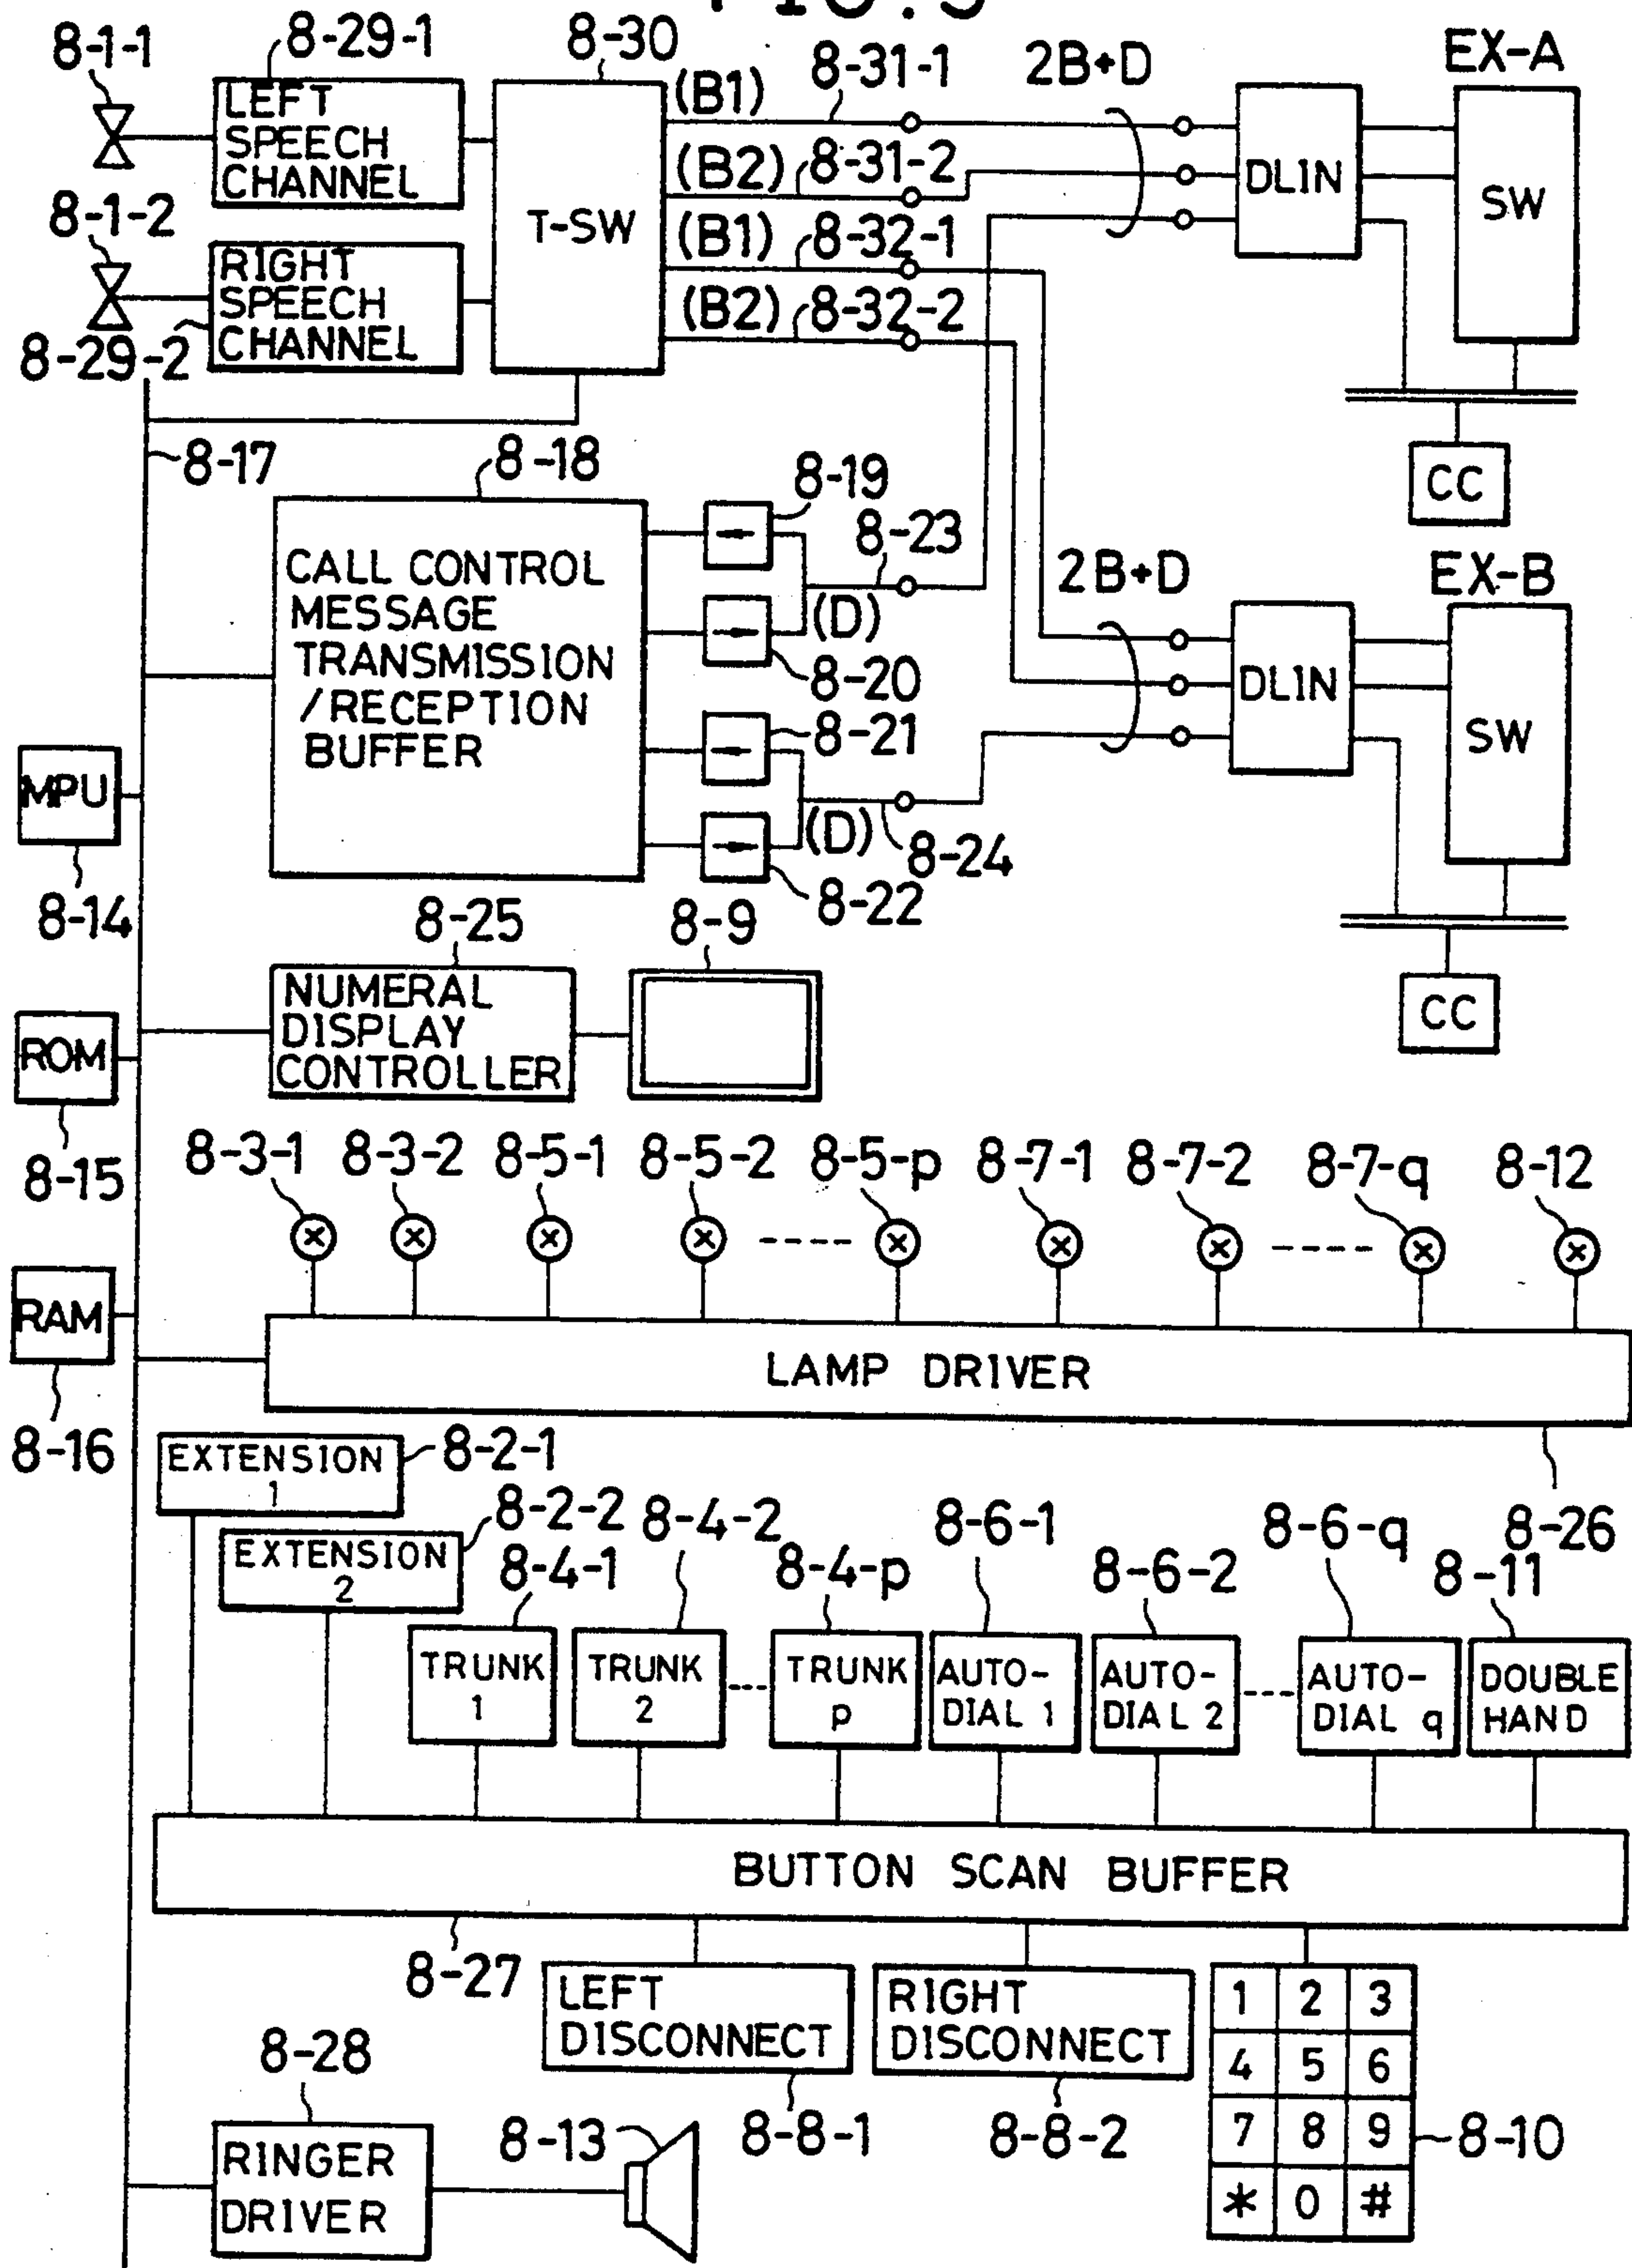 8-1-1
8-29-1
8-30
8-31-1
2B+D
EX-A
LEFT
SPEECH
CHANNEL
(B1)
(B2)
8-31-2
DLIN
SW
T-SW
8-1-2
RIGHT
SPEECH
CHANNEL
(B1)
8-32-1
(B2)
8-32-2
8-29-2
8-17
8-18
8-19
CC
8-23
CALL CONTROL
MESSAGE
TRANSMISSION
/RECEPTION
BUFFER
(D)
8-20
2B+D
EX-B
DLIN
SW
8-21
MPU
(D)
8-24
8-22
8-14
8-25
8-9
NUMERAL
DISPLAY
CONTROLLER
CC
ROM
8-15
8-3-1
8-3-2
8-5-1
8-5-2
8-5-p
8-7-1
8-7-2
8-7-q
8-12
RAM
LAMP DRIVER
8-16
EXTENSION
1
8-2-1
8-26
EXTENSION
2
8-2-2
8-4-1
8-4-2
8-4-p
8-6-1
8-6-2
8-6-q
8-11
TRUNK
1
TRUNK
2
TRUNK
p
AUTO-
DIAL 1
AUTO-
DIAL 2
AUTO-
DIAL q
DOUBLE
HAND
BUTTON SCAN BUFFER
8-27
LEFT
DISCONNECT
RIGHT
DISCONNECT
1 2 3
4 5 6
7 8 9
* 0 #
8-8-1
8-8-2
8-10
8-28
RINGER
DRIVER
8-13